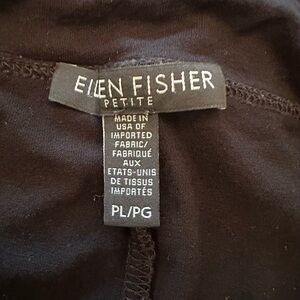 EILEEN FISHER
PETITE
MADE IN
USA OF
IMPORTED
FABRIC/
FABRIQUÉ
AUX
ETATS-UNIS
DE TISSUS
IMPORTÉS
PL/PG